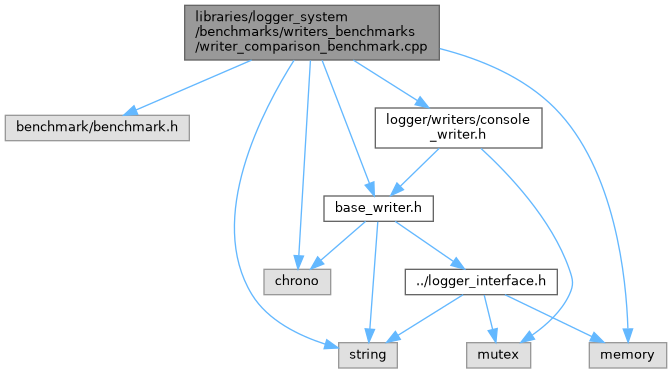 libraries/logger_system
/benchmarks/writers_benchmarks
/writer_comparison_benchmark.cpp
benchmark/benchmark.h
logger/writers/console
_writer.h
base_writer.h
chrono
../logger_interface.h
string
mutex
memory